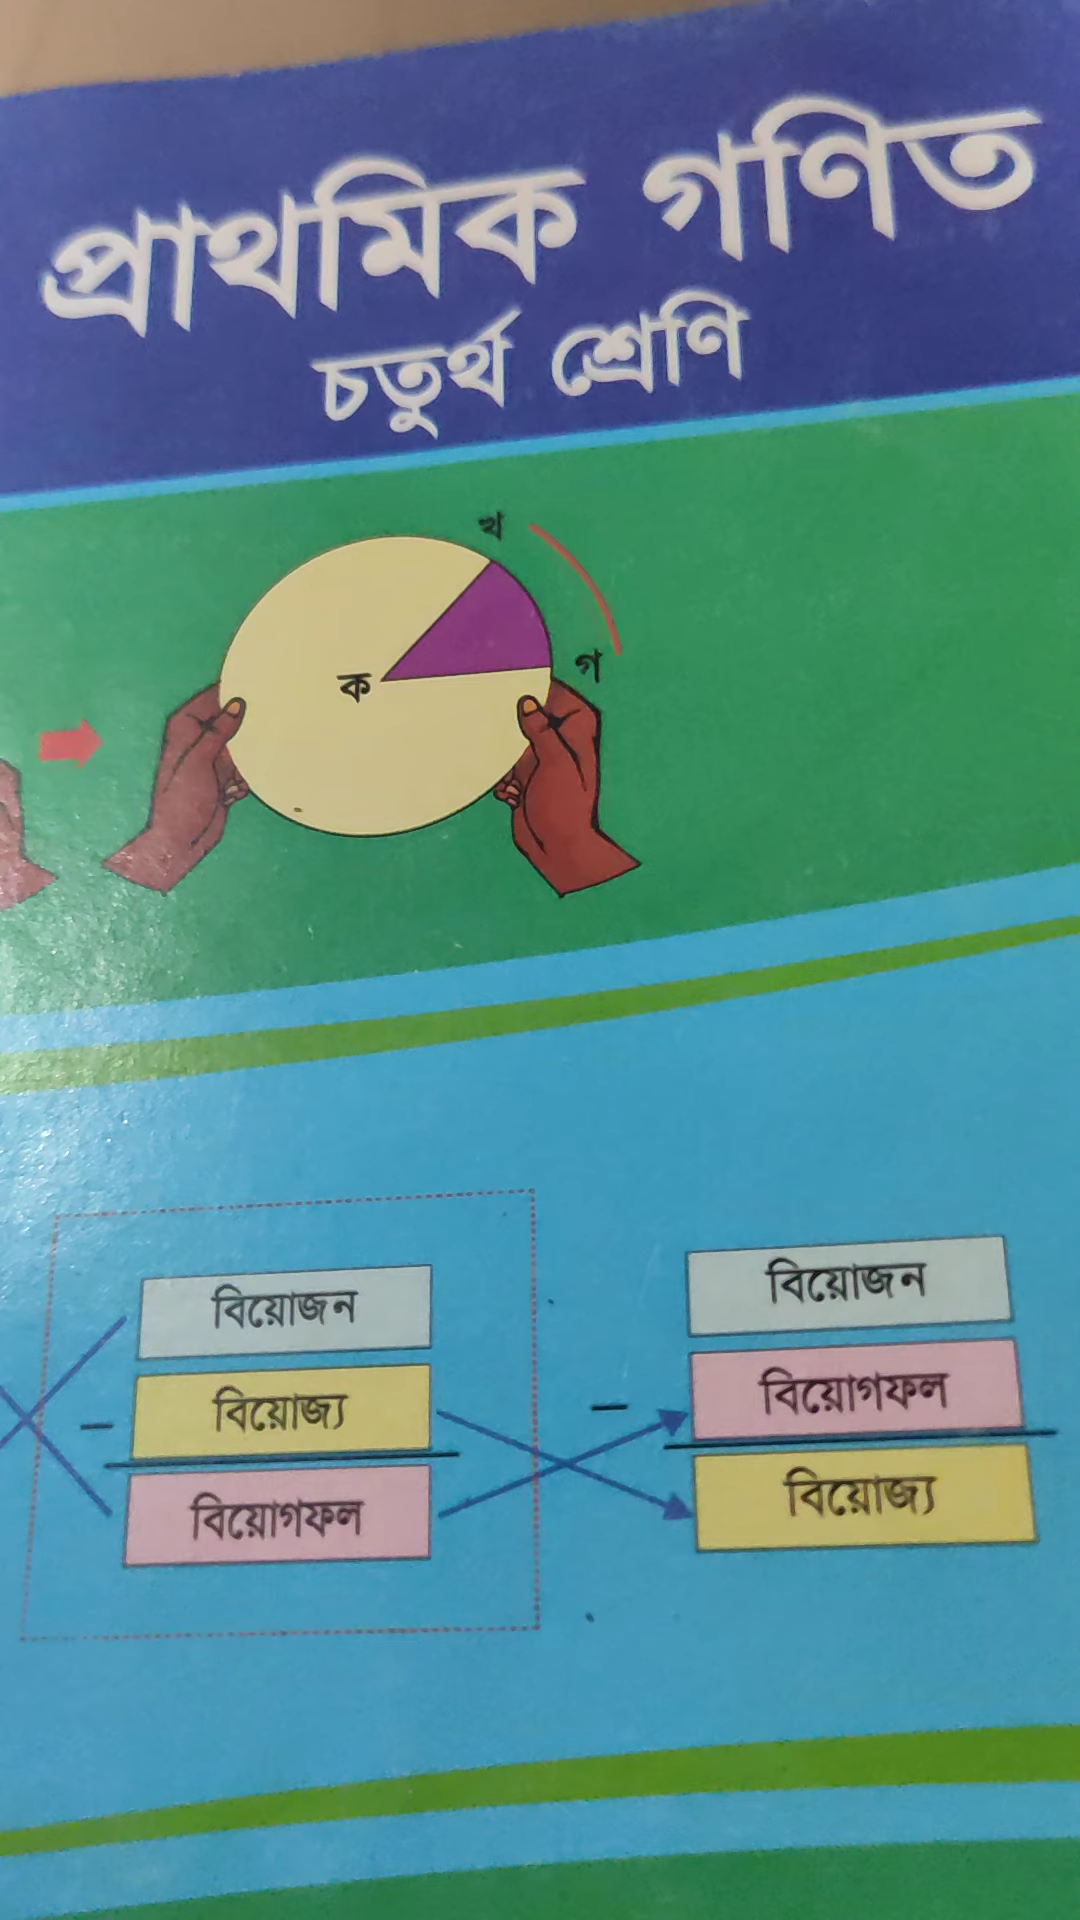 প্রাথমিক গণিত
চতুর্থ শ্রেণি
খ
গ
ক
বিয়োজন
বিয়োজ্য
বিয়োগফল
বিয়োজন
বিয়োগফল
বিয়োজ্য